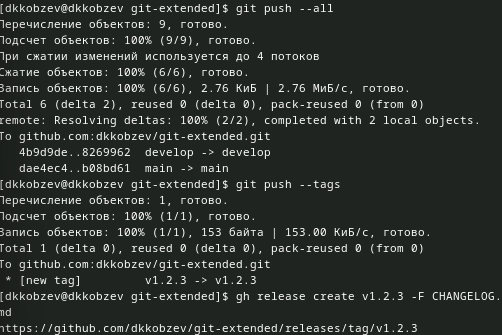 [dkkobzev@dkkobzev git-extended]$ git push --all
Перечисление объектов: 9, готово.
Подсчет объектов: 100% (9/9), готово.
При сжатии изменений используется до 4 потоков
Сжатие объектов: 100% (6/6), готово.
Запись объектов: 100% (6/6), 2.76 КиБ | 2.76 МиБ/с, готово.
Total 6 (delta 2), reused 0 (delta 0), pack-reused 0 (from 0)
remote: Resolving deltas: 100% (2/2), completed with 2 local objects.
To github.com:dkkobzev/git-extended.git
4b9d9de..8269962 develop -> develop
dae4ec4..b08bd61 main -> main
[dkkobzev@dkkobzev git-extended]$ git push --tags
Перечисление объектов: 1, готово.
Подсчет объектов: 100% (1/1), готово.
Запись объектов: 100% (1/1), 153 байта | 153.00 КиБ/с, готово.
Total 1 (delta 0), reused 0 (delta 0), pack-reused 0 (from 0)
To github.com:dkkobzev/git-extended.git
* [new tag] v1.2.3 -> v1.2.3
[dkkobzev@dkkobzev git-extended]$ gh release create v1.2.3 -F CHANGELOG.
md
https://github.com/dkkobzev/git-extended/releases/tag/v1.2.3